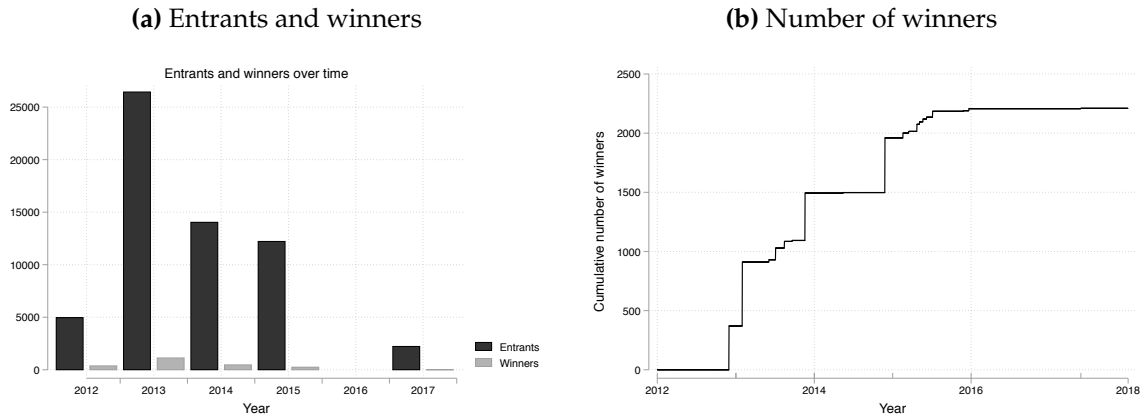 (a) Entrants and winners
(b) Number of winners
Entrants and winners over time
25000
20000
15000
10000
5000
0
2012
2013
2014
2015
2016
2017
Year
Entrants
Winners
Cumulative number of winners
2500
2000
1500
1000
500
0
2012
2014
2016
2018
Year